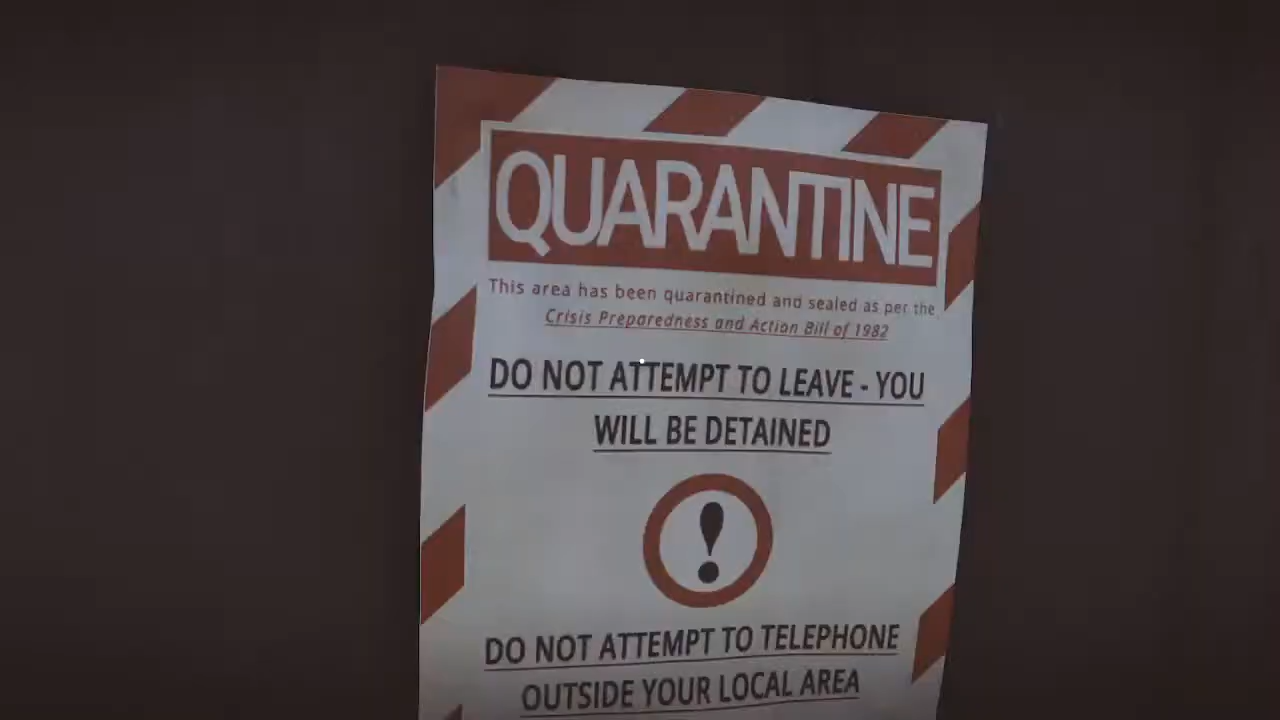 QUARANTINE
This area has been quarantined and sealed as per the
Crisis Preparedness and Action Bill of 1982
DO NOT ATTEMPT TO LEAVE - YOU
WILL BE DETAINED
!
DO NOT ATTEMPT TO TELEPHONE
OUTSIDE YOUR LOCAL AREA